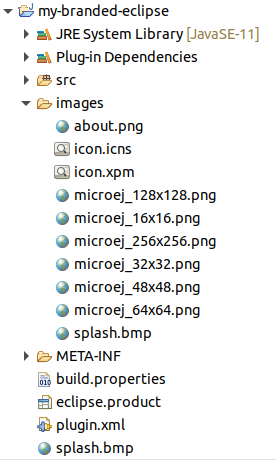 my-branded-eclipse
JRE System Library [JavaSE-11]
Plug-in Dependencies
src
images
about.png
icon.icns
icon.xpm
microej_128x128.png
microej_16x16.png
microej_256x256.png
microej_32x32.png
microej_48x48.png
microej_64x64.png
splash.bmp
META-INF
build.properties
eclipse.product
plugin.xml
splash.bmp